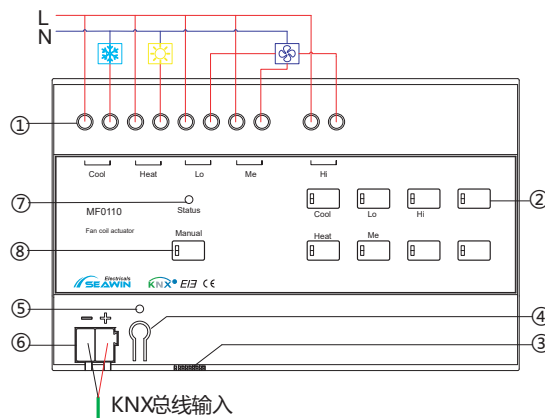 L
N
①
Cool Heat Lo Me Hi
⑦
②
MF0110
Status
Cool Lo Hi
Fan coil actuator
Manual
Heat Me
⑧
Electricals
SEAWIN
KNX EIB CE
⑤
④
⑥
− +
③
KNX总线输入